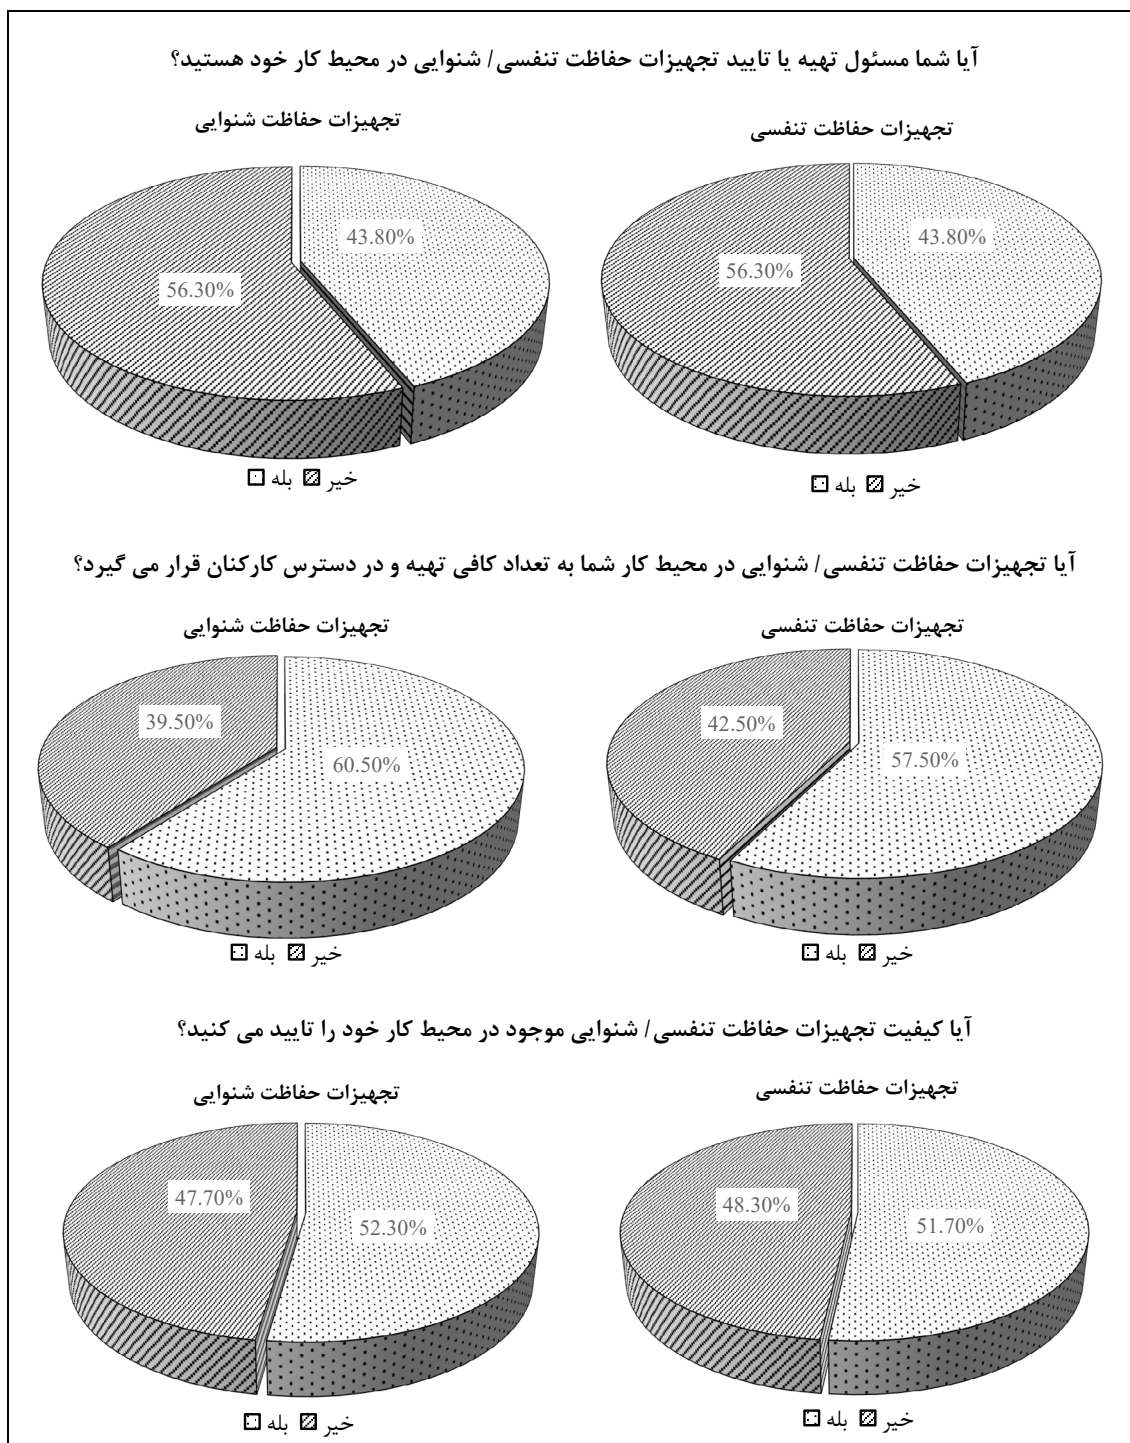 آیا شما مسئول تهیه یا تایید تجهیزات حفاظت تنفسی/ شنوایی در محیط کار خود هستید؟
تجهیزات حفاظت تنفسی
43.80%
56.30%
بله خیر
تجهیزات حفاظت شنوایی
43.80%
56.30%
بله خیر
آیا تجهیزات حفاظت تنفسی/ شنوایی در محیط کار شما به تعداد کافی تهیه و در دسترس کارکنان قرار می گیرد؟
تجهیزات حفاظت تنفسی
42.50%
57.50%
بله خیر
تجهیزات حفاظت شنوایی
39.50%
60.50%
بله خیر
آیا کیفیت تجهیزات حفاظت تنفسی/ شنوایی موجود در محیط کار خود را تایید می کنید؟
تجهیزات حفاظت تنفسی
48.30%
51.70%
بله خیر
تجهیزات حفاظت شنوایی
47.70%
52.30%
بله خیر